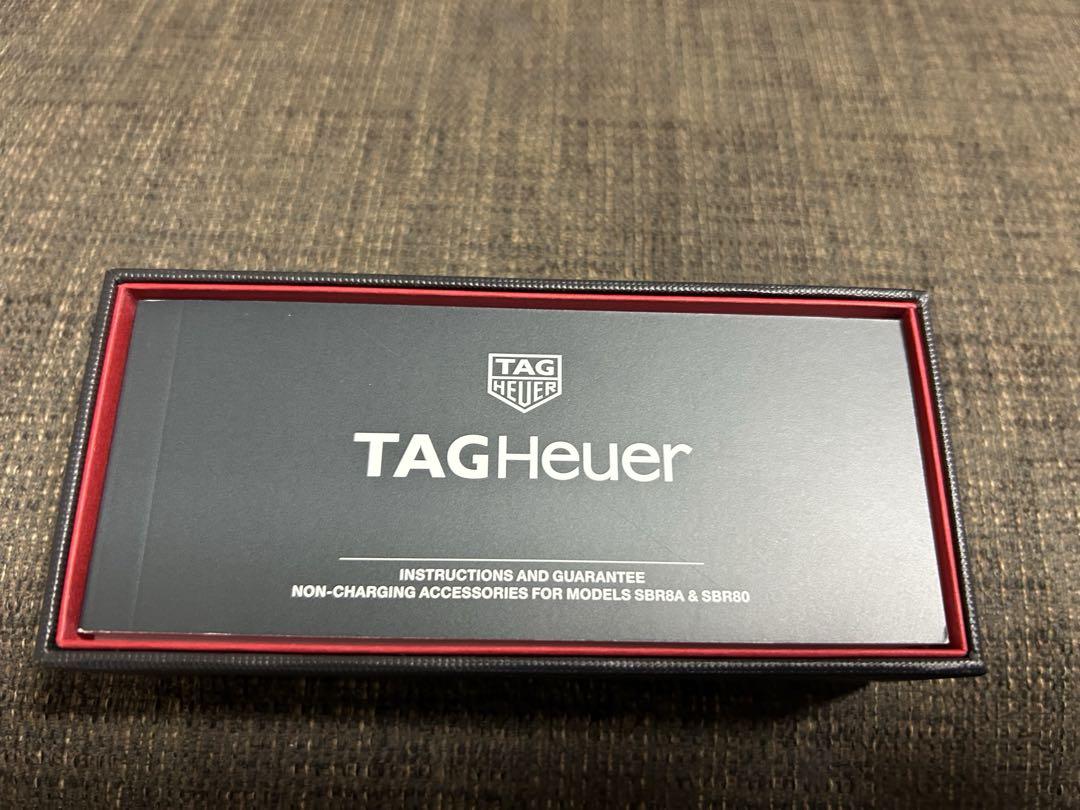 TAG
HEUER
TAGHeuer
INSTRUCTIONS AND GUARANTEE
NON-CHARGING ACCESSORIES FOR MODELS SBR8A & SBR80